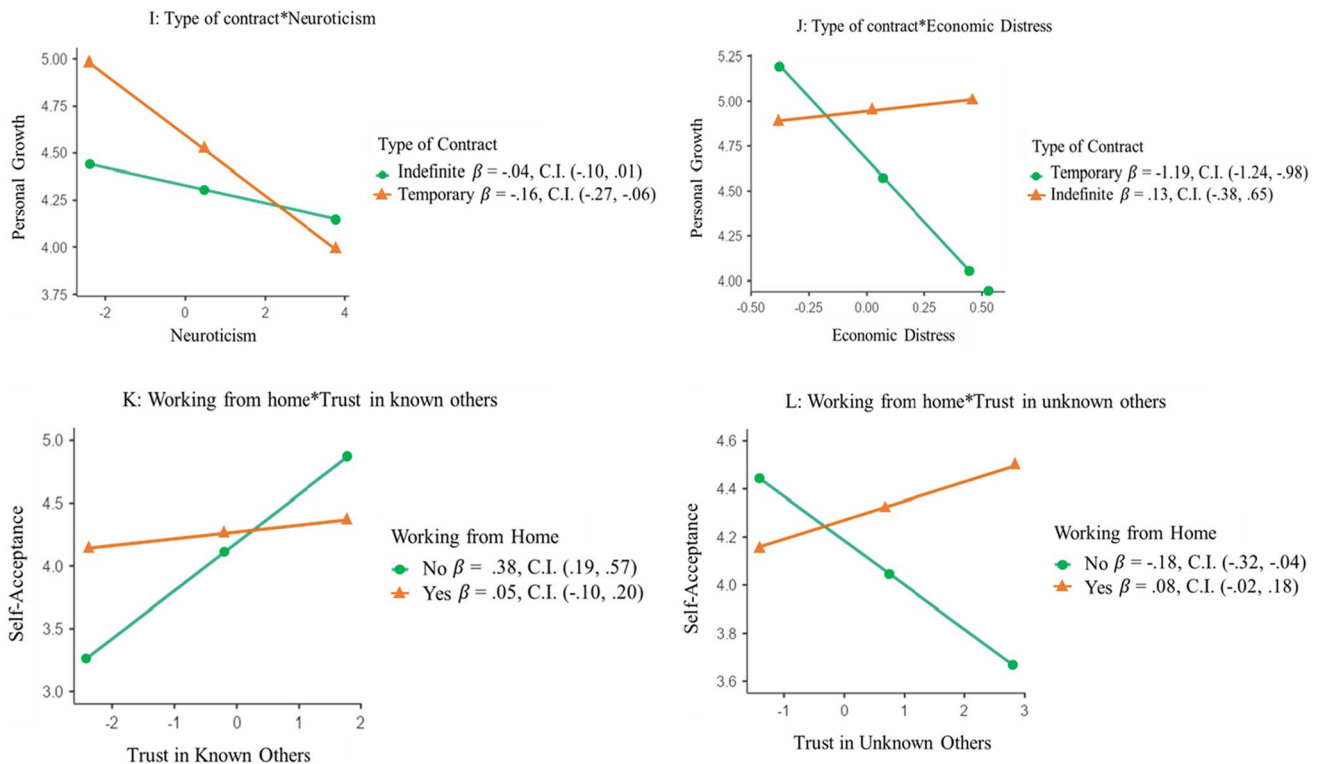 I: Type of contract*Neuroticism
5.00
4.75
4.50
4.25
4.00
3.75
Personal Growth
-2
0
2
4
Neuroticism
Type of Contract
Indefinite β = -.04, C.I. (-.10, .01)
Temporary β = -.16, C.I. (-.27, -.06)
J: Type of contract*Economic Distress
5.25
5.00
4.75
4.50
4.25
4.00
Personal Growth
-0.50
-0.25
0.00
0.25
0.50
Economic Distress
Type of Contract
Temporary β = -1.19, C.I. (-1.24, -.98)
Indefinite β = .13, C.I. (-.38, .65)
K: Working from home*Trust in known others
5.0
4.5
4.0
3.5
3.0
Self-Acceptance
-2
-1
0
1
2
Trust in Known Others
Working from Home
No β = .38, C.I. (.19, .57)
Yes β = .05, C.I. (-.10, .20)
L: Working from home*Trust in unknown others
4.6
4.4
4.2
4.0
3.8
3.6
Self-Acceptance
-1
0
1
2
3
Trust in Unknown Others
Working from Home
No β = -.18, C.I. (-.32, -.04)
Yes β = .08, C.I. (-.02, .18)